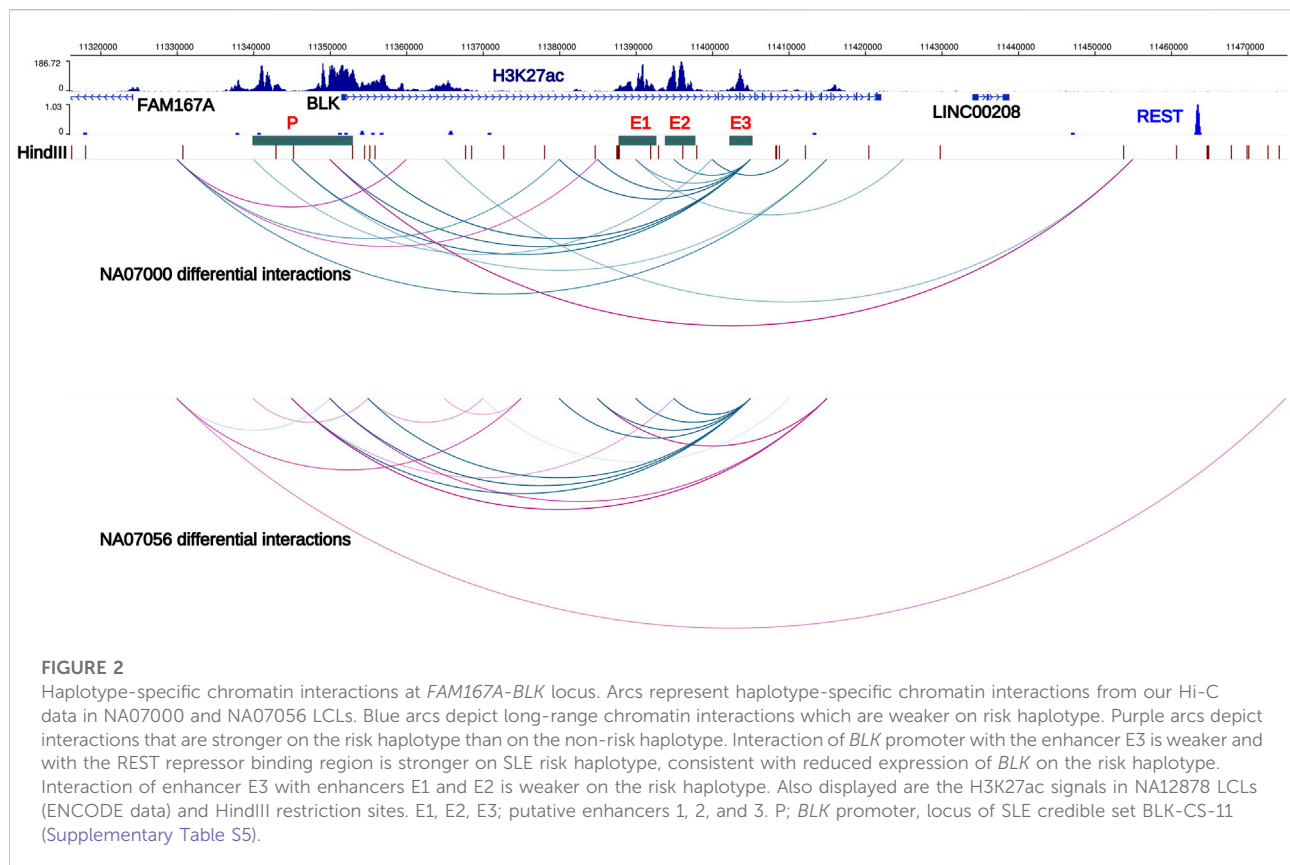 11320000 11330000 11340000 11350000 11360000 11370000 11380000 11390000 11400000 11410000 11420000 11430000 11440000 11450000 11460000 11470000
186.72
H3K27ac
0
FAM167A BLK LINC00208
1.03
P E1 E2 E3 REST
0
HindIII
NA07000 differential interactions
NA07056 differential interactions
FIGURE 2
Haplotype-specific chromatin interactions at FAM167A-BLK locus. Arcs represent haplotype-specific chromatin interactions from our Hi-C
data in NA07000 and NA07056 LCLs. Blue arcs depict long-range chromatin interactions which are weaker on risk haplotype. Purple arcs depict
interactions that are stronger on the risk haplotype than on the non-risk haplotype. Interaction of BLK promoter with the enhancer E3 is weaker and
with the REST repressor binding region is stronger on SLE risk haplotype, consistent with reduced expression of BLK on the risk haplotype.
Interaction of enhancer E3 with enhancers E1 and E2 is weaker on the risk haplotype. Also displayed are the H3K27ac signals in NA12878 LCLs
(ENCODE data) and HindIII restriction sites. E1, E2, E3; putative enhancers 1, 2, and 3. P; BLK promoter, locus of SLE credible set BLK-CS-11
(Supplementary Table S5).